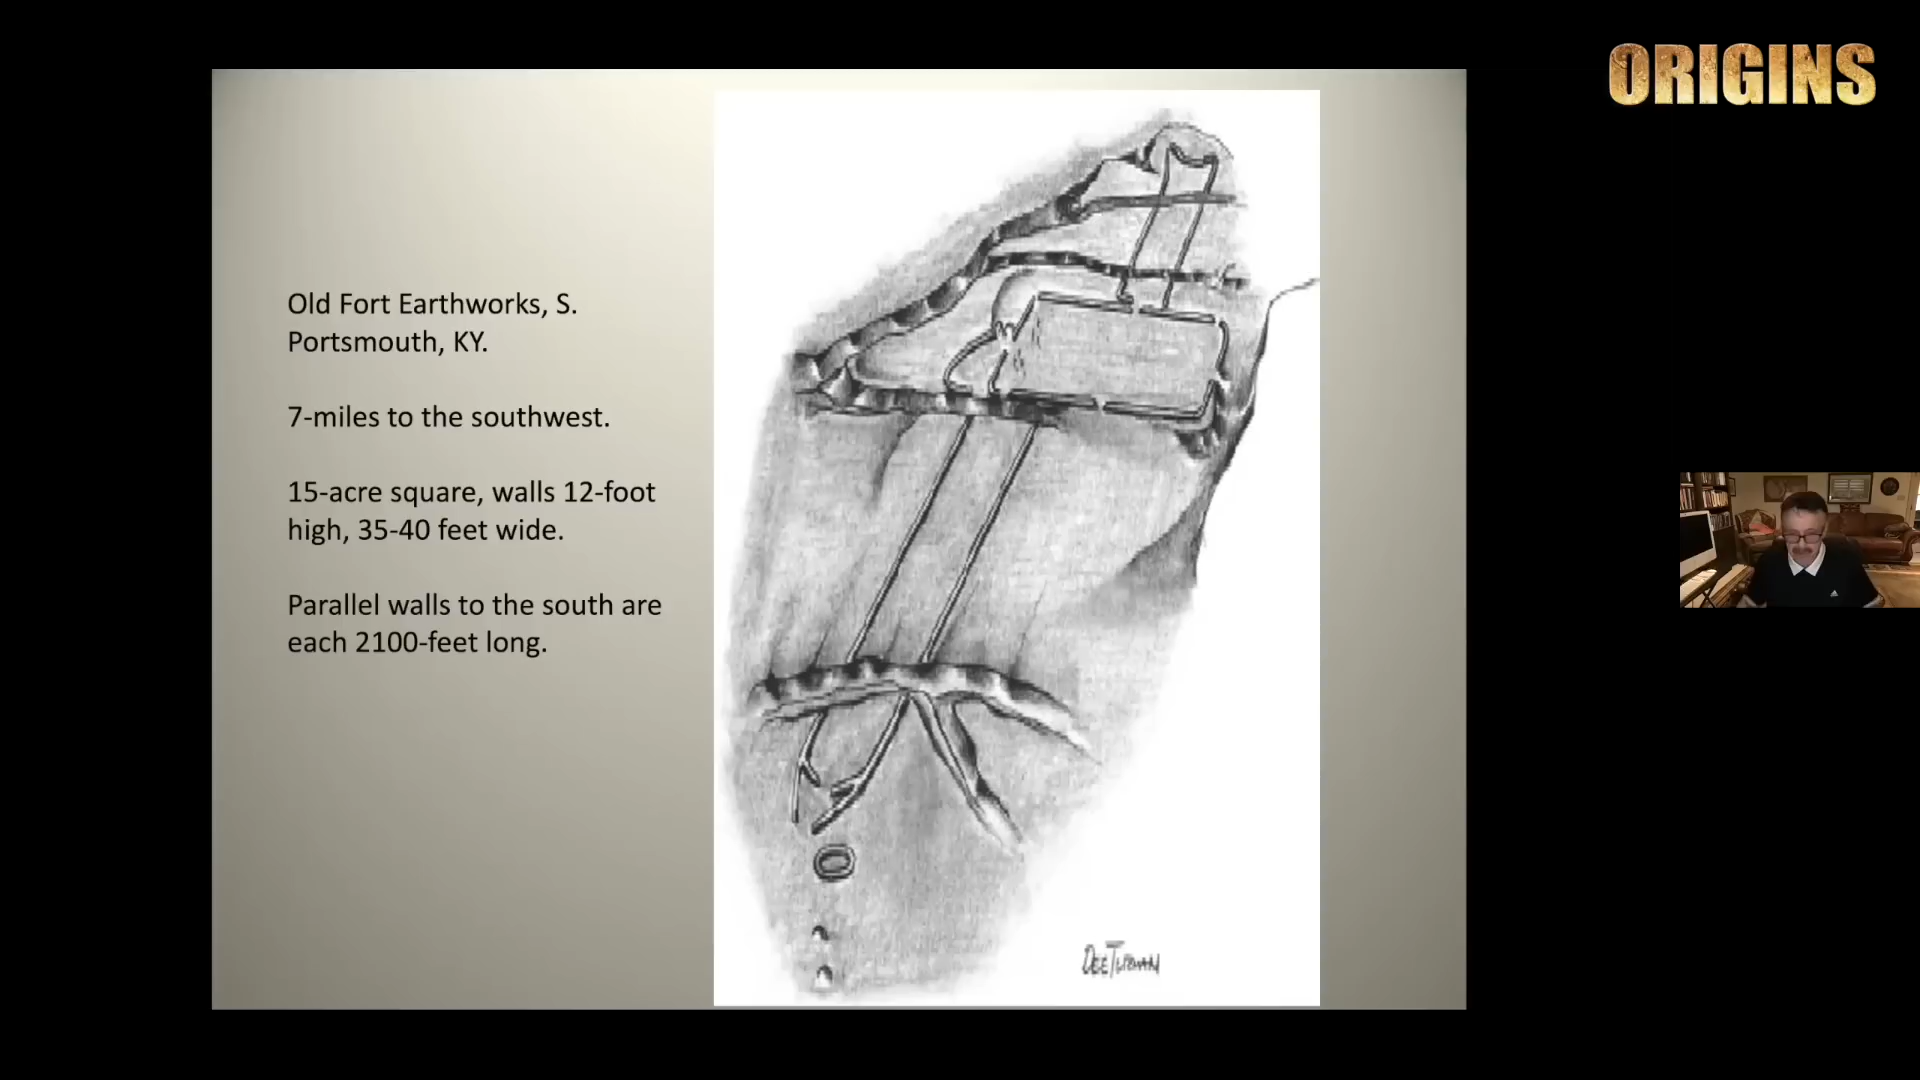 ORIGINS
Old Fort Earthworks, S.
Portsmouth, KY.
7-miles to the southwest.
15-acre square, walls 12-foot
high, 35-40 feet wide.
Parallel walls to the south are
each 2100-feet long.